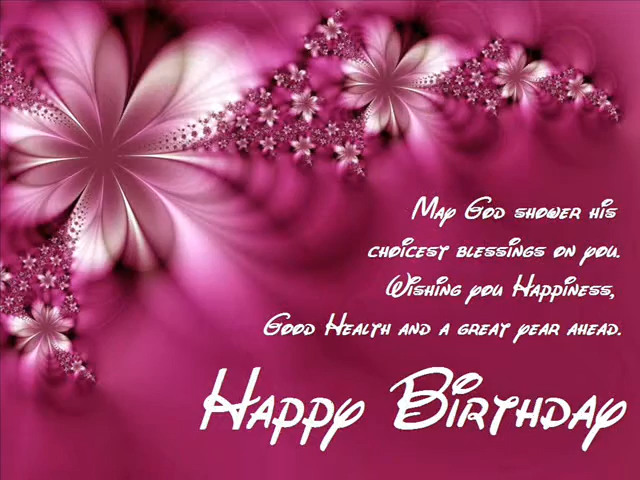 May God shower his
choicest blessings on you.
Wishing you Happiness,
Good Health and a great year ahead.
Happy Birthday